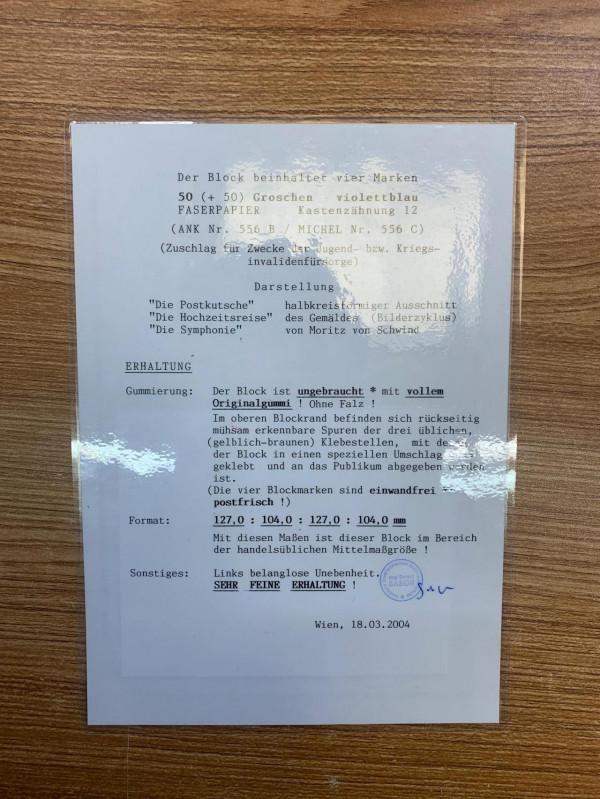 Der Block beinhaltet vier Marken
50 (+ 50) Groschen violettblau
FASERPAPIER Kastenzähnung 12
(ANK Nr. 556 B / MICHEL Nr. 556 C)
(Zuschlag für Zwecke der Jugend- bzw. Kriegs-
invalidenfürsorge)
Darstellung
"Die Postkutsche" halbkreisförmiger Ausschnitt
"Die Hochzeitsreise" des Gemäldes (Bilderzyklus)
"Die Symphonie" von Moritz von Schwind
ERHALTUNG
Gummierung: Der Block ist ungebraucht * mit vollem
Originalgummi ! Ohne Falz !
Im oberen Blockrand befinden sich rückseitig
mühsam erkennbare Spuren der drei üblichen,
(gelblich-braunen) Klebestellen, mit denen
der Block in einen speziellen Umschlag
geklebt und an das Publikum abgegeben worden
ist.
(Die vier Blockmarken sind einwandfrei **
postfrisch !)
Format: 127,0 : 104,0 : 127,0 : 104,0 mm
Mit diesen Maßen ist dieser Block im Bereich
der handelsüblichen Mittelmaßgröße !
Sonstiges: Links belanglose Unebenheit.
SEHR FEINE ERHALTUNG !
Wien, 18.03.2004